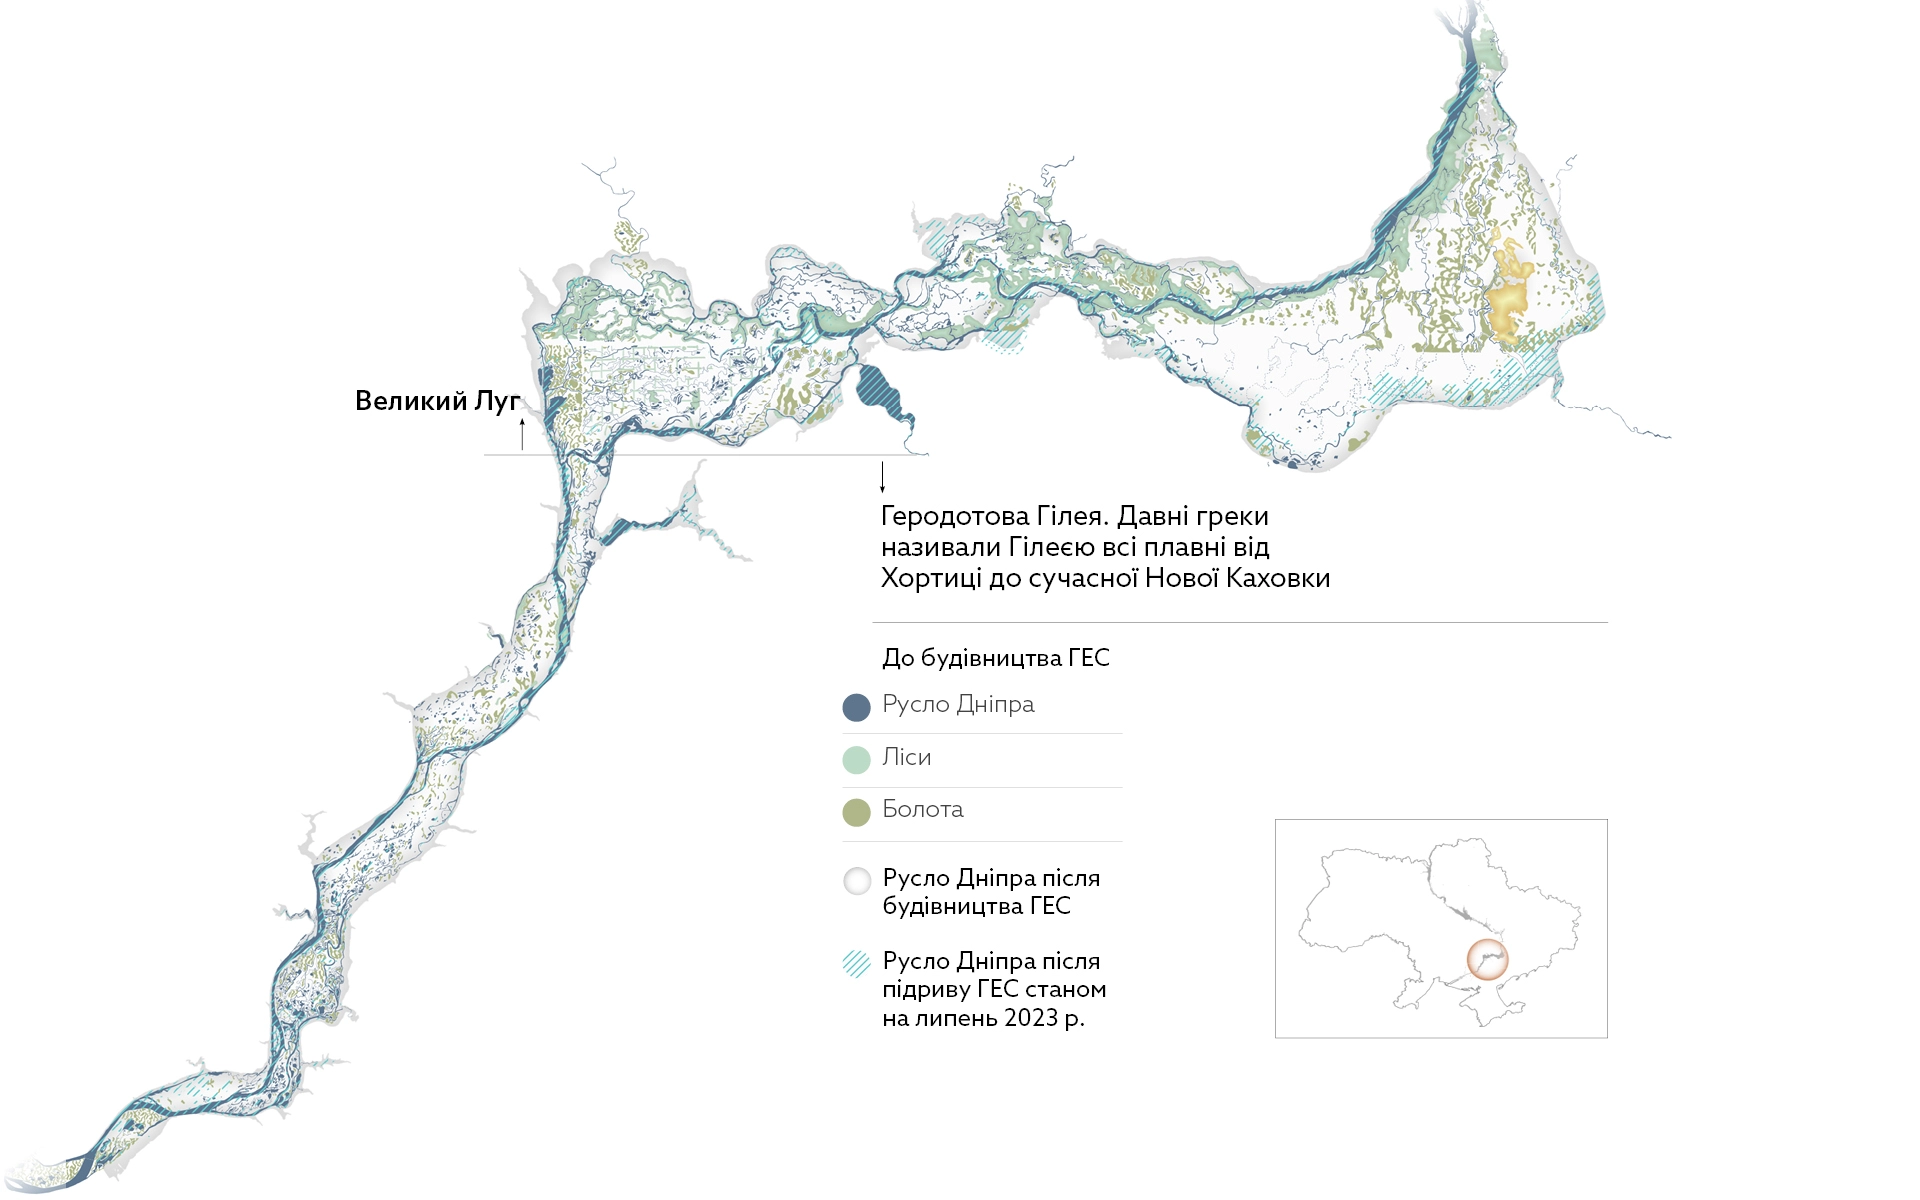 Великий Луг
Геродотова Гілея. Давні греки
називали Гілеєю всі плавні від
Хортиці до сучасної Нової Каховки
До будівництва ГЕС
Русло Дніпра
Ліси
Болота
Русло Дніпра після
будівництва ГЕС
Русло Дніпра після
підриву ГЕС станом
на липень 2023 р.